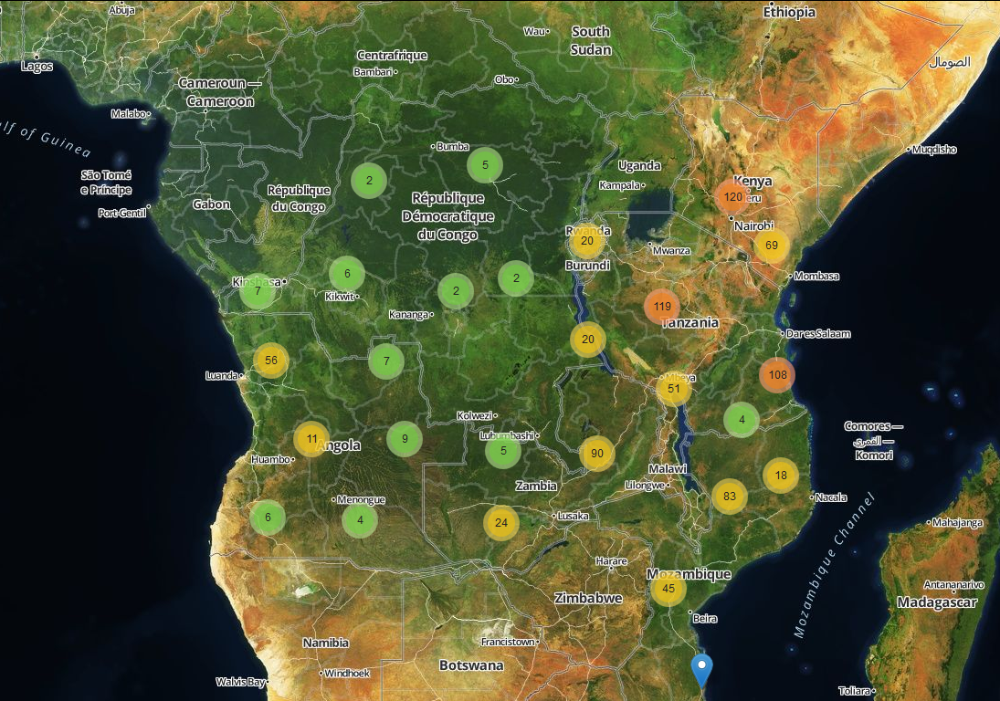 Abuja
Ethiopia
Wau
South
Sudan
Centrafrique
Bambari
Obo
Lagos
الصومال
Cameroun —
Cameroon
Malabo
Gulf of Guinea
Bumba
Muqdisho
5
Uganda
São Tomé
e Príncipe
2
Kenya
Kampala
République
du Congo
République
Démocratique
du Congo
120
eru
Gabon
Port-Gentil
Nairobi
Rwanda
20
69
Mwanza
Burundi
Mombasa
6
2
Kinshasa
7
2
Kikwit
119
Kananga
Tanzania
Dar es Salaam
20
56
7
Luanda
108
Mbeya
51
Kolwezi
4
Comores —
القمري —
Komori
Lubumbashi
11
Angola
9
5
90
Huambo
Malawi
18
Zambia
Lilongwe
83
Nacala
Menongue
6
4
24
Lusaka
Mahajanga
Mozambique Channel
Harare
Mozambique
45
Zimbabwe
Antananarivo
Madagascar
Beira
Namibia
Francistown
Botswana
Windhoek
Walvis Bay
Toliara